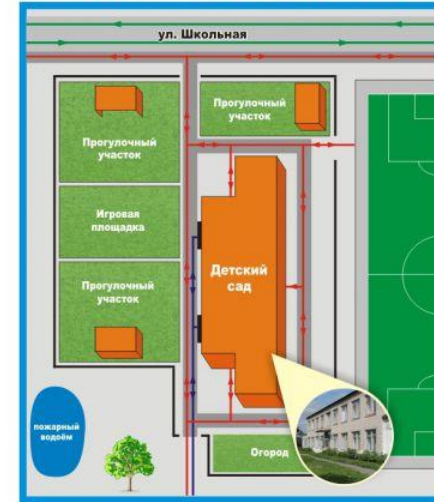 ул. Школьная
Прогулочный
участок
Прогулочный
участок
Игровая
площадка
Детский
сад
Прогулочный
участок
пожарный
водоём
Огород